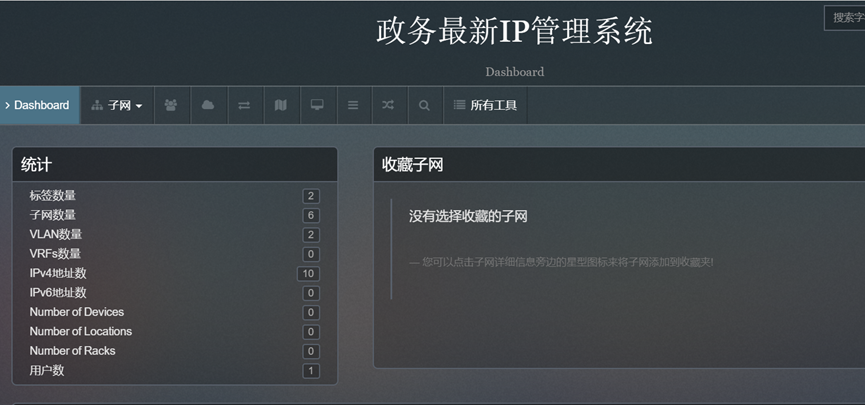 政务最新IP管理系统
搜索字
Dashboard
Dashboard
子网
所有工具
统计
标签数量 2
子网数量 6
VLAN数量 2
VRFs数量 0
IPv4地址数 10
IPv6地址数 0
Number of Devices 0
Number of Locations 0
Number of Racks 0
用户数 1
收藏子网
没有选择收藏的子网
— 您可以点击子网详细信息旁边的星型图标来将子网添加到收藏夹!